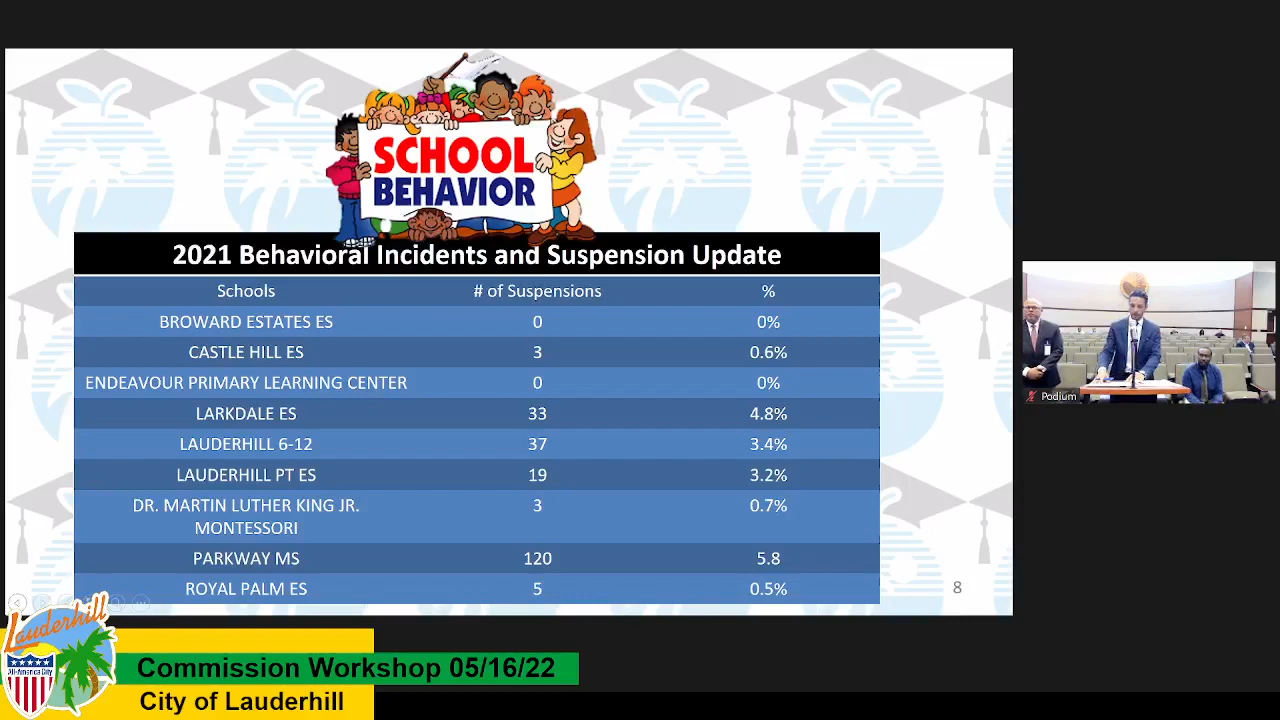 SCHOOL
BEHAVIOR
2021 Behavioral Incidents and Suspension Update
Schools # of Suspensions %
BROWARD ESTATES ES 0 0%
CASTLE HILL ES 3 0.6%
ENDEAVOUR PRIMARY LEARNING CENTER 0 0%
LARKDALE ES 33 4.8%
LAUDERHILL 6-12 37 3.4%
LAUDERHILL PT ES 19 3.2%
DR. MARTIN LUTHER KING JR. 3 0.7%
MONTESSORI
PARKWAY MS 120 5.8
ROYAL PALM ES 5 0.5%
8
Podium
Lauderhill
All-America City
Commission Workshop 05/16/22
City of Lauderhill